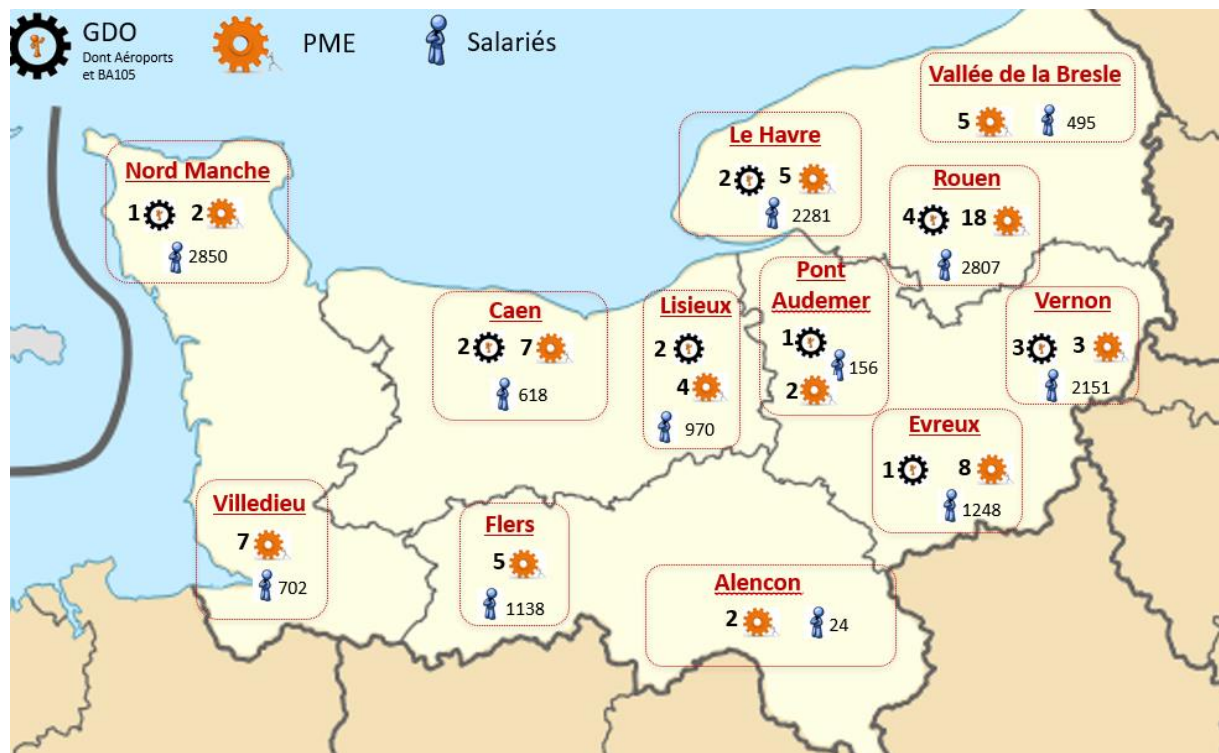 GDO
Dont Aéroports
et BA105
PME
Salariés
Vallée de la Bresle
5
495
Le Havre
2 5
2281
Nord Manche
1 2
2850
Rouen
4 18
2807
Pont
Audemer
1
156
2
Vernon
3 3
2151
Caen
2 7
618
Lisieux
2
4
970
Evreux
1 8
1248
Villedieu
7
702
Flers
5
1138
Alencon
2
24